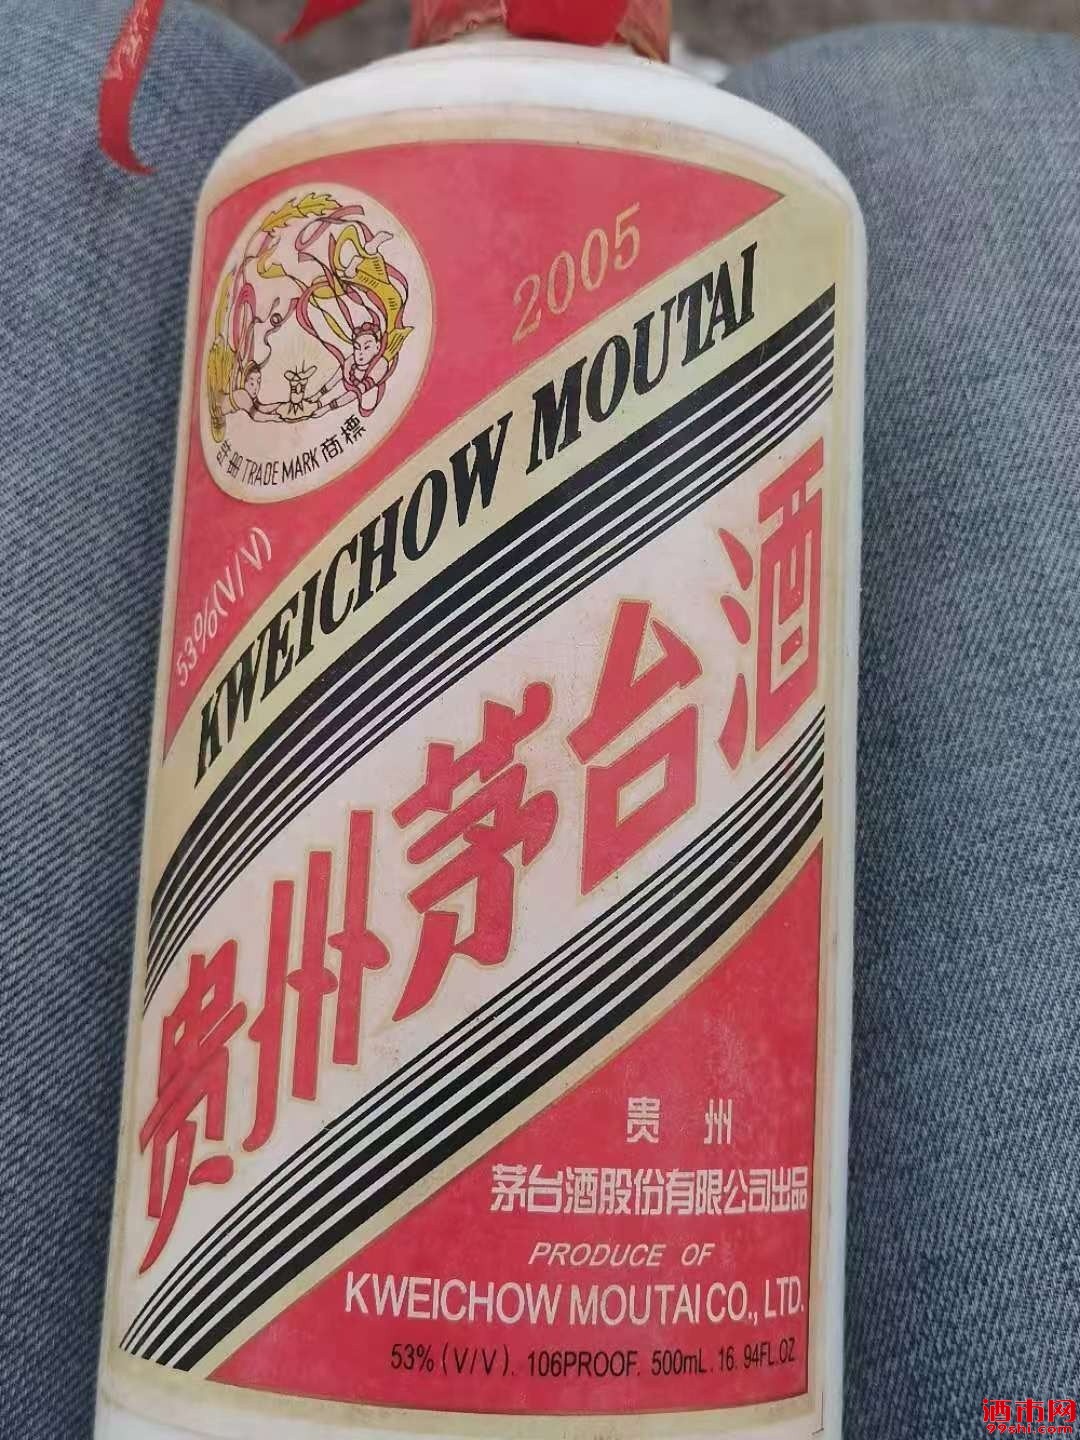 2005
註冊 TRADE MARK 商標
53%(V/V)
KWEICHOW MOUTAI
贵州茅台酒
贵 州
茅台酒股份有限公司出品
PRODUCE OF
KWEICHOW MOUTAI CO., LTD.
53% (V/V). 106PROOF. 500mL. 16. 94FL.OZ
酒市网
99shi.com